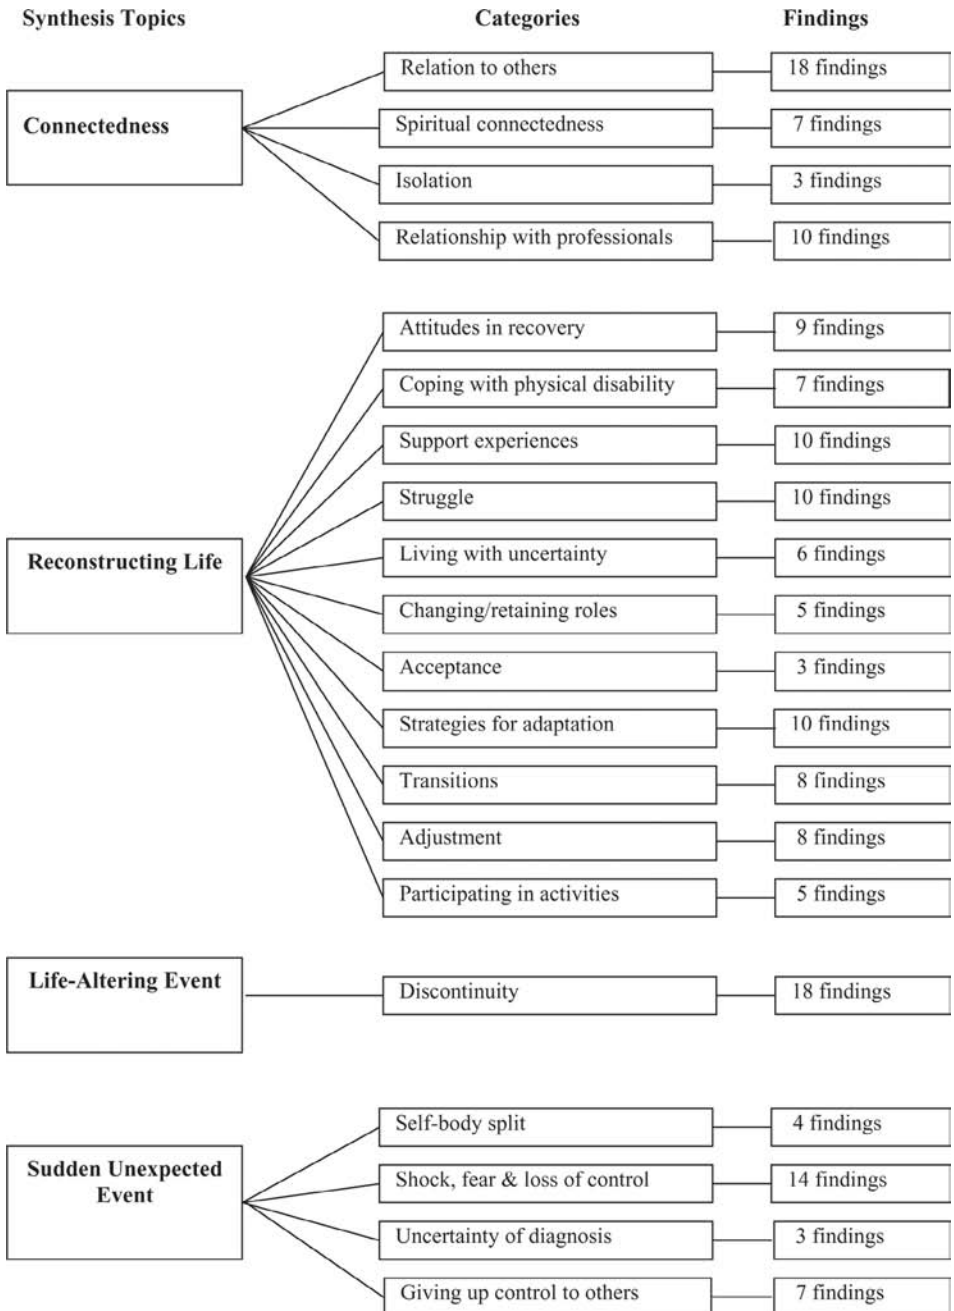 Synthesis Topics Categories Findings
Relation to others 18 findings
Connectedness
Spiritual connectedness 7 findings
Isolation 3 findings
Relationship with professionals 10 findings
Attitudes in recovery 9 findings
Coping with physical disability 7 findings
Support experiences 10 findings
Struggle 10 findings
Reconstructing Life
Living with uncertainty 6 findings
Changing/retaining roles 5 findings
Acceptance 3 findings
Strategies for adaptation 10 findings
Transitions 8 findings
Adjustment 8 findings
Participating in activities 5 findings
Life-Altering Event
Discontinuity 18 findings
Self-body split 4 findings
Sudden Unexpected
Event
Shock, fear & loss of control 14 findings
Uncertainty of diagnosis 3 findings
Giving up control to others 7 findings